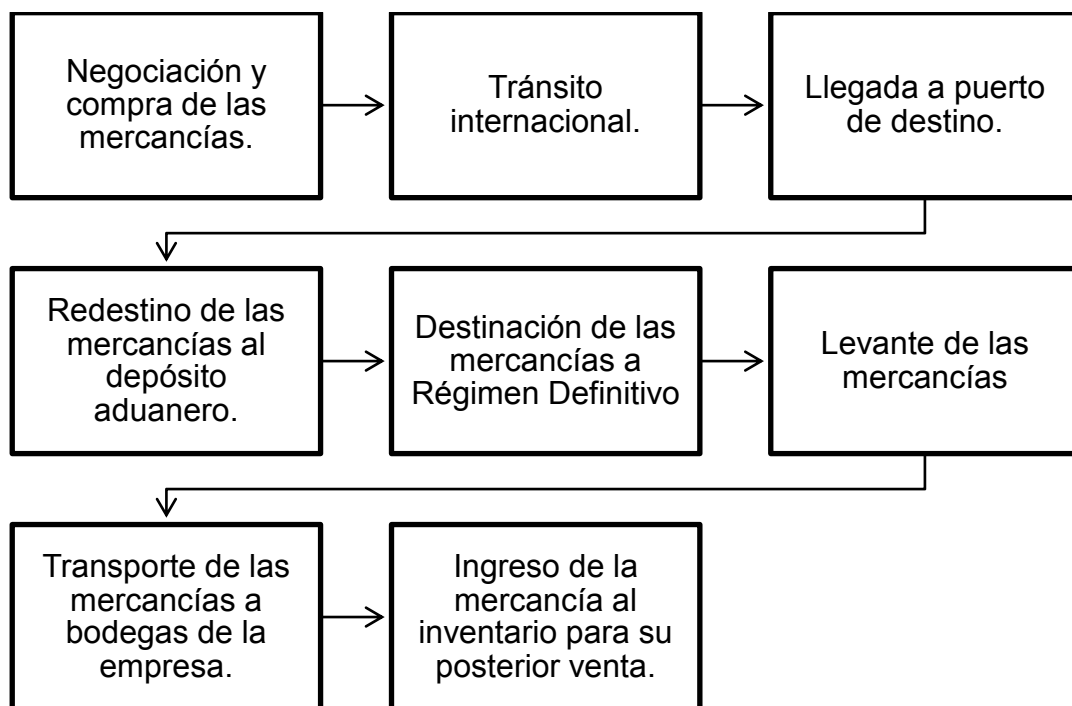 Negociación y
compra de las
mercancías.
Tránsito
internacional.
Llegada a puerto
de destino.
Redestino de las
mercancías al
depósito
aduanero.
Destinación de las
mercancías a
Régimen Definitivo
Levante de las
mercancías
Transporte de las
mercancías a
bodegas de la
empresa.
Ingreso de la
mercancía al
inventario para su
posterior venta.